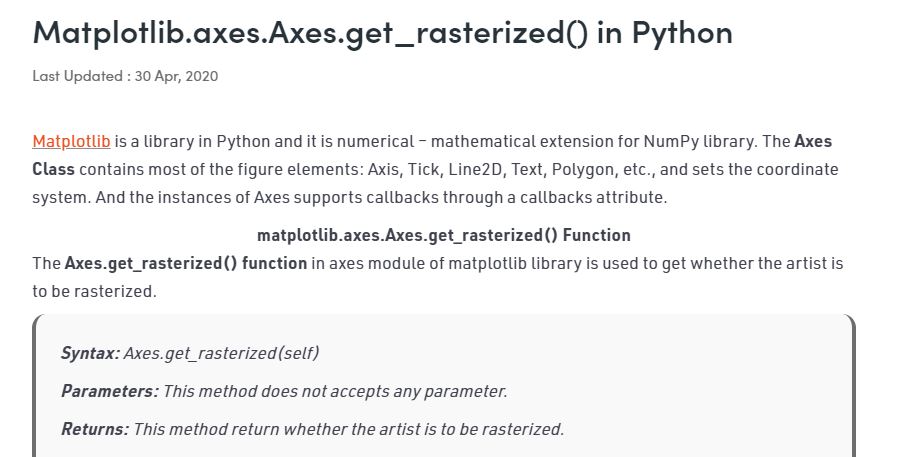 Matplotlib.axes.Axes.get_rasterized() in Python
Last Updated : 30 Apr, 2020
Matplotlib is a library in Python and it is numerical – mathematical extension for NumPy library. The Axes
Class contains most of the figure elements: Axis, Tick, Line2D, Text, Polygon, etc., and sets the coordinate
system. And the instances of Axes supports callbacks through a callbacks attribute.
matplotlib.axes.Axes.get_rasterized() Function
The Axes.get_rasterized() function in axes module of matplotlib library is used to get whether the artist is
to be rasterized.
Syntax: Axes.get_rasterized(self)
Parameters: This method does not accepts any parameter.
Returns: This method return whether the artist is to be rasterized.